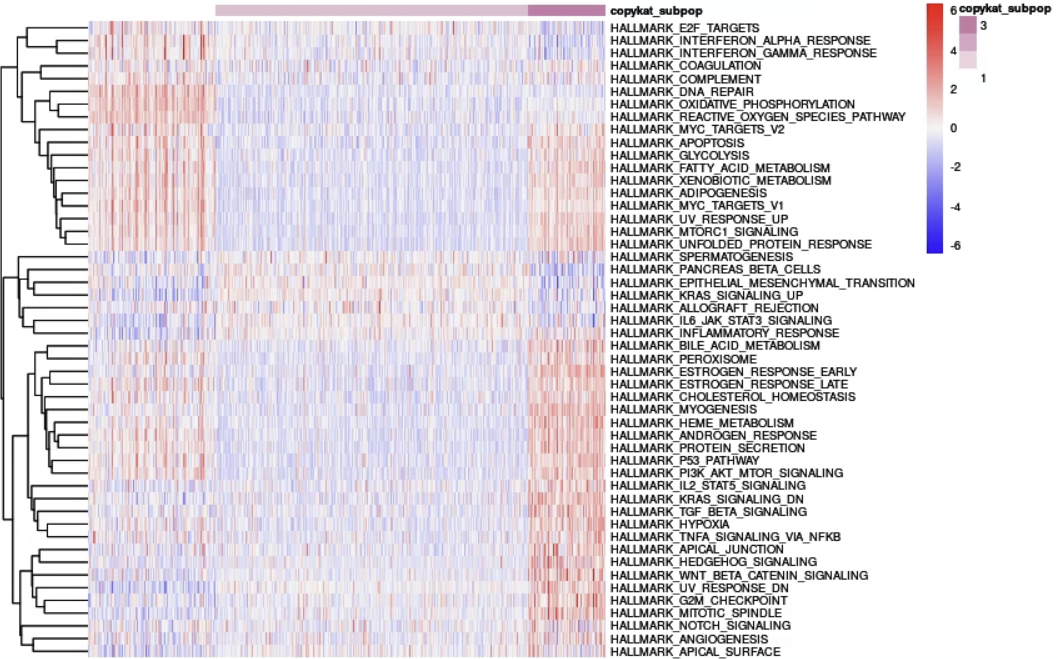 copykat_subpop
HALLMARK_E2F_TARGETS
HALLMARK_INTERFERON_ALPHA_RESPONSE
HALLMARK_INTERFERON_GAMMA_RESPONSE
HALLMARK_COAGULATION
HALLMARK_COMPLEMENT
HALLMARK_DNA_REPAIR
HALLMARK_OXIDATIVE_PHOSPHORYLATION
HALLMARK_REACTIVE_OXYGEN_SPECIES_PATHWAY
HALLMARK_MYC_TARGETS_V2
HALLMARK_APOPTOSIS
HALLMARK_GLYCOLYSIS
HALLMARK_FATTY_ACID_METABOLISM
HALLMARK_XENOBIOTIC_METABOLISM
HALLMARK_ADIPOGENESIS
HALLMARK_MYC_TARGETS_V1
HALLMARK_UV_RESPONSE_UP
HALLMARK_MTORC1_SIGNALING
HALLMARK_UNFOLDED_PROTEIN_RESPONSE
HALLMARK_SPERMATOGENESIS
HALLMARK_PANCREAS_BETA_CELLS
HALLMARK_EPITHELIAL_MESENCHYMAL_TRANSITION
HALLMARK_KRAS_SIGNALING_UP
HALLMARK_ALLOGRAFT_REJECTION
HALLMARK_IL6_JAK_STAT3_SIGNALING
HALLMARK_INFLAMMATORY_RESPONSE
HALLMARK_BILE_ACID_METABOLISM
HALLMARK_PEROXISOME
HALLMARK_ESTROGEN_RESPONSE_EARLY
HALLMARK_ESTROGEN_RESPONSE_LATE
HALLMARK_CHOLESTEROL_HOMEOSTASIS
HALLMARK_MYOGENESIS
HALLMARK_HEME_METABOLISM
HALLMARK_ANDROGEN_RESPONSE
HALLMARK_PROTEIN_SECRETION
HALLMARK_P53_PATHWAY
HALLMARK_PI3K_AKT_MTOR_SIGNALING
HALLMARK_IL2_STAT5_SIGNALING
HALLMARK_KRAS_SIGNALING_DN
HALLMARK_TGF_BETA_SIGNALING
HALLMARK_HYPOXIA
HALLMARK_TNFA_SIGNALING_VIA_NFKB
HALLMARK_APICAL_JUNCTION
HALLMARK_HEDGEHOG_SIGNALING
HALLMARK_WNT_BETA_CATENIN_SIGNALING
HALLMARK_UV_RESPONSE_DN
HALLMARK_G2M_CHECKPOINT
HALLMARK_MITOTIC_SPINDLE
HALLMARK_NOTCH_SIGNALING
HALLMARK_ANGIOGENESIS
HALLMARK_APICAL_SURFACE
6
4
2
0
-2
-4
-6
copykat_subpop
3
1